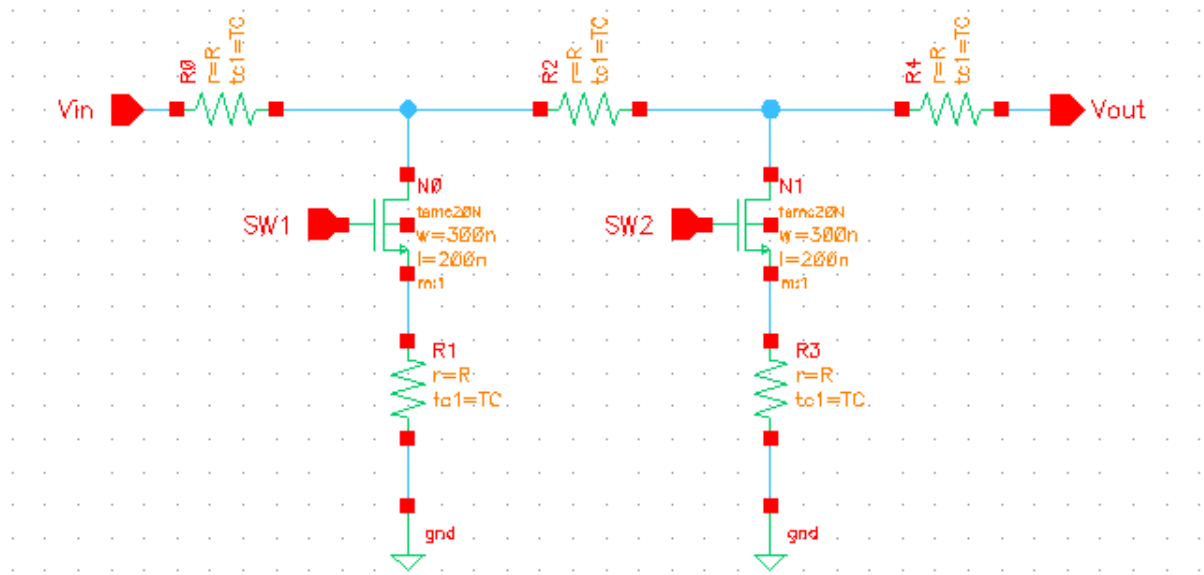 R0
r=R
tc1=TC
R2
r=R
tc1=TC
R4
r=R
tc1=TC
Vin
Vout
N0
tsmc20N
w=300n
l=200n
m:1
SW1
N1
tsmc20N
w=300n
l=200n
m:1
SW2
R1
r=R
tc1=TC
R3
r=R
tc1=TC
gnd
gnd